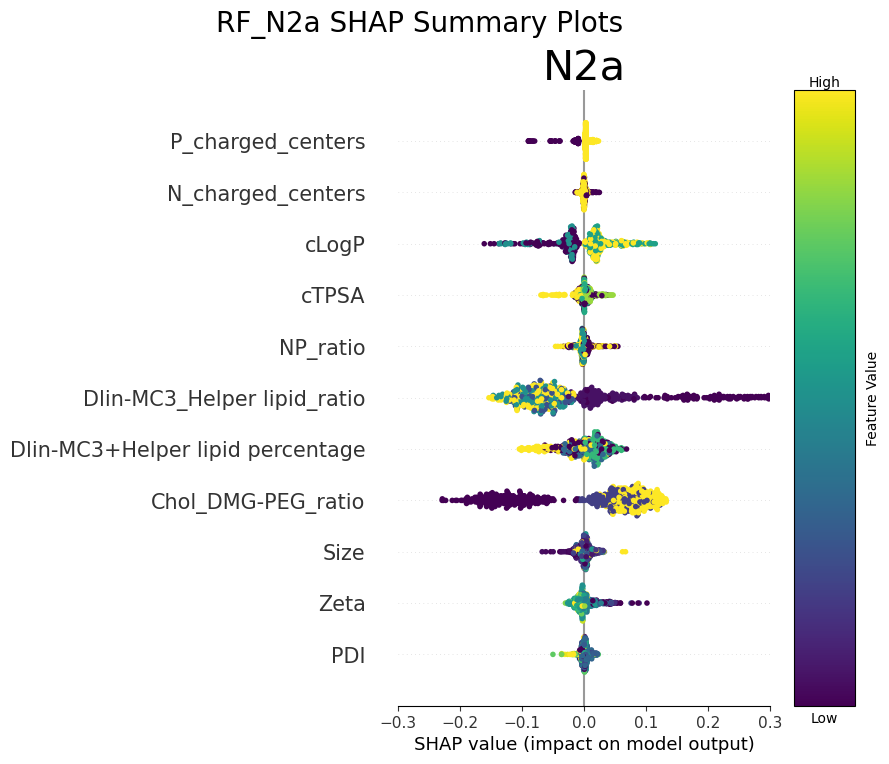 RF_N2a SHAP Summary Plots
N2a
High
P_charged_centers
N_charged_centers
cLogP
cTPSA
NP_ratio
Dlin-MC3_Helper lipid_ratio
Dlin-MC3+Helper lipid percentage
Chol_DMG-PEG_ratio
Size
Zeta
PDI
Feature Value
Low
−0.3 −0.2 −0.1 0.0 0.1 0.2 0.3
SHAP value (impact on model output)